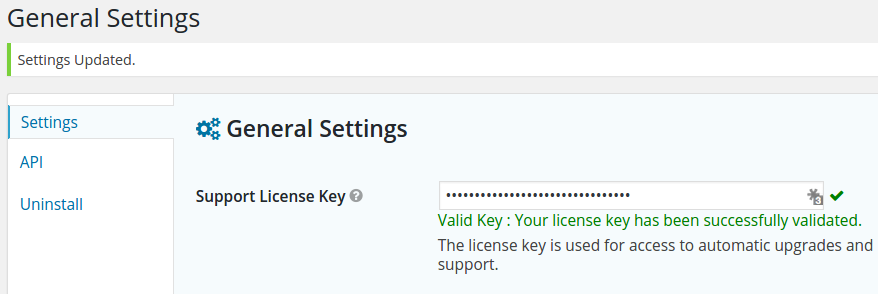 General Settings
Settings Updated.
Settings
API
Uninstall
General Settings
Support License Key ?
••••••••••••••••••••••••••••••••
3
Valid Key : Your license key has been successfully validated.
The license key is used for access to automatic upgrades and
support.